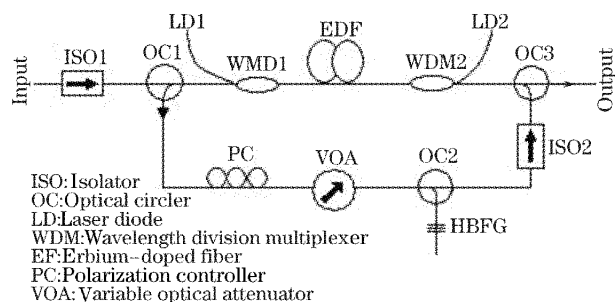 LD1
EDF
LD2
ISO1
OC1
WMD1
WDM2
OC3
Input
Output
PC
VOA
OC2
ISO2
HBFG
ISO:Isolator
OC:Optical circler
LD:Laser diode
WDM:Wavelength division multiplexer
EF:Erbium-doped fiber
PC:Polarization controller
VOA:Variable optical attenuator